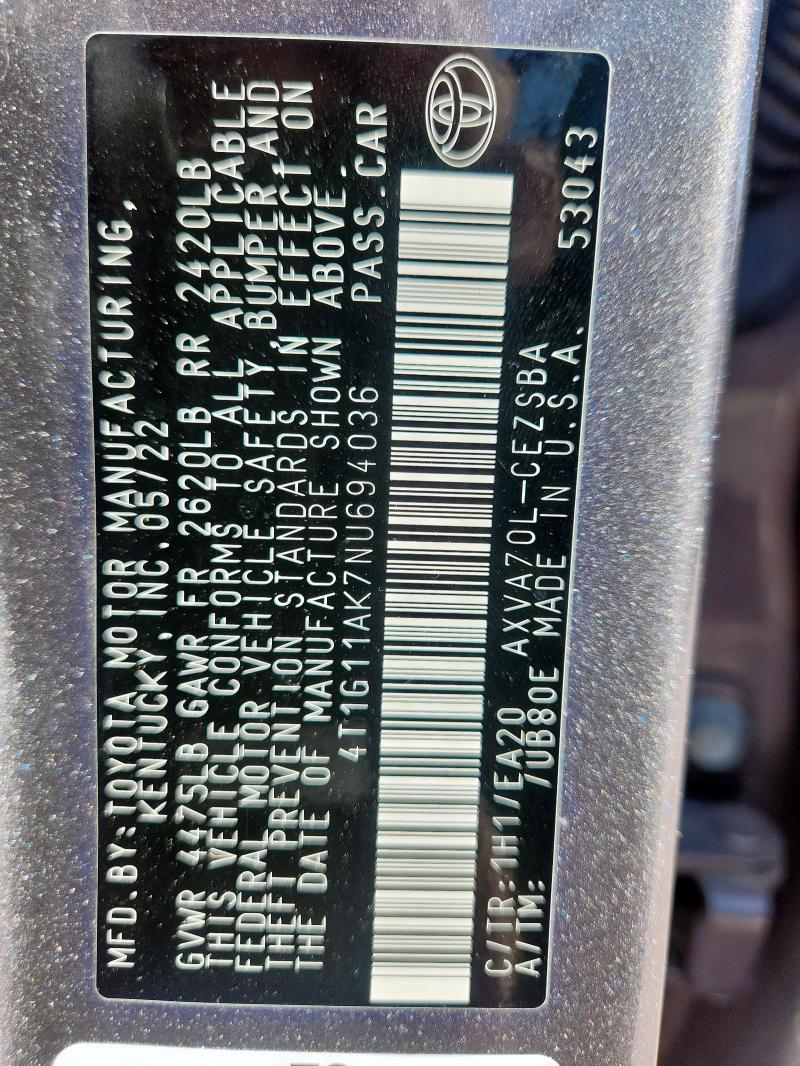 MFD.BY:TOYOTA MOTOR MANUFACTURING,
KENTUCKY, INC.05/22
GVWR 4475LB GAWR FR 2620LB RR 2420LB
THIS VEHICLE CONFORMS TO ALL APPLICABLE
FEDERAL MOTOR VEHICLE SAFETY, BUMPER AND
THEFT PREVENTION STANDARDS IN EFFECT ON
THE DATE OF MANUFACTURE SHOWN ABOVE.
4T1G11AK7NU694036 PASS.CAR
C/TR:1H1/EA20 AXVA70L-CEZSBA 53043
A/TM: /UB80E MADE IN U.S.A.